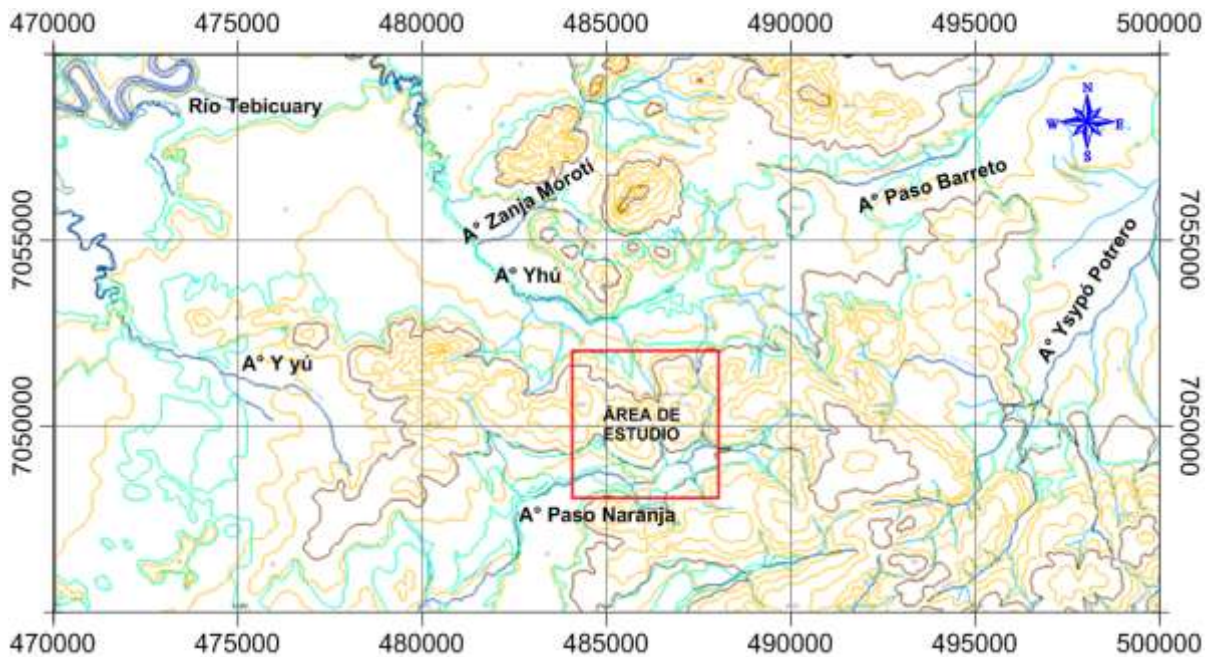 470000 475000 480000 485000 490000 495000 500000
Río Tebicuary
N
W E
S
A° Zanja Morotí
A° Paso Barreto
7055000 7055000
A° Yhú
A° Ysypó Potrero
A° Y yú
ÁREA DE
ESTUDIO
7050000 7050000
A° Paso Naranja
470000 475000 480000 485000 490000 495000 500000